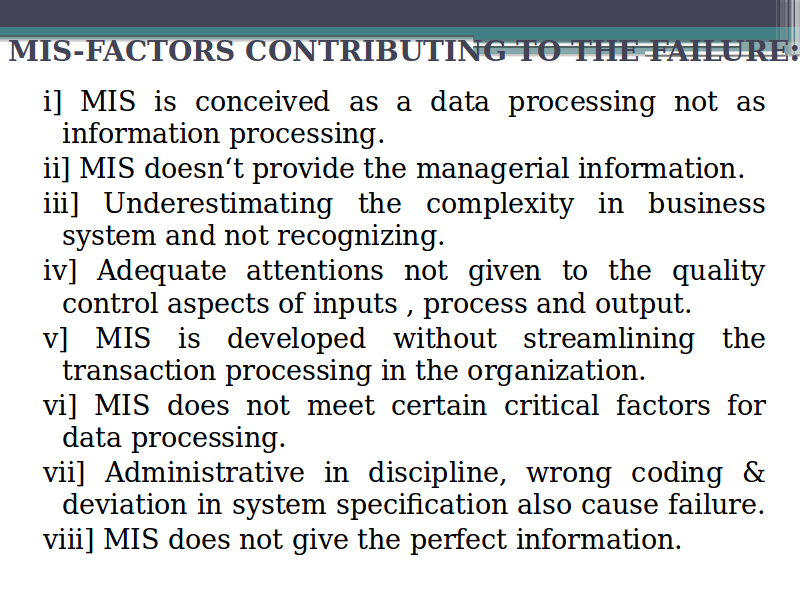 MIS-FACTORS CONTRIBUTING TO THE FAILURE:
i] MIS is conceived as a data processing not as
information processing.
ii] MIS doesn‘t provide the managerial information.
iii] Underestimating the complexity in business
system and not recognizing.
iv] Adequate attentions not given to the quality
control aspects of inputs , process and output.
v] MIS is developed without streamlining the
transaction processing in the organization.
vi] MIS does not meet certain critical factors for
data processing.
vii] Administrative in discipline, wrong coding &
deviation in system specification also cause failure.
viii] MIS does not give the perfect information.